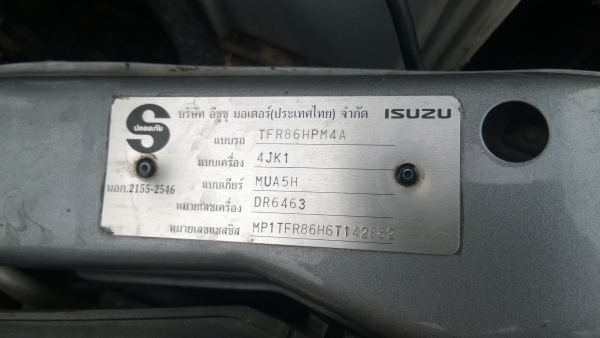 บริษัท อีซูซุ มอเตอร์(ประเทศไทย) จำกัด ISUZU
S
ปลอดภัย
มอก.2155-2546
แบบรถ TFR86HPM4A
แบบเครื่อง 4JK1
แบบเกียร์ MUA5H
หมายเลขเครื่อง DR6463
หมายเลขแชสซีส